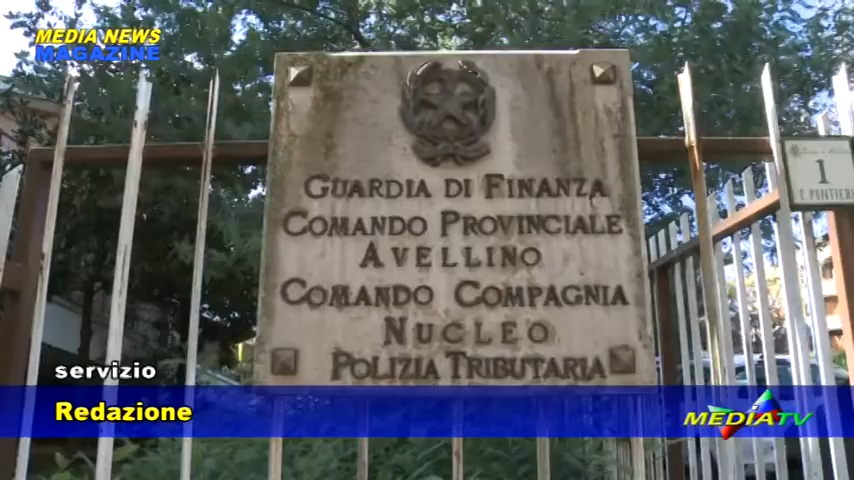 MEDIA NEWS
MAGAZINE
GUARDIA DI FINANZA
COMANDO PROVINCIALE
AVELLINO
COMANDO COMPAGNIA
NUCLEO
POLIZIA TRIBUTARIA
1
servizio
Redazione
MEDIATV